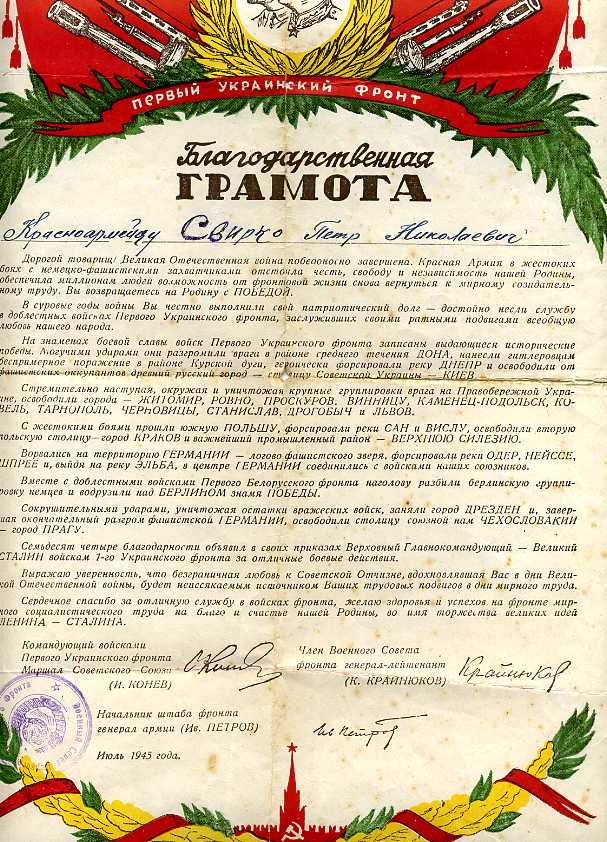 ПЕРВЫЙ УКРАИНСКИЙ ФРОНТ
Благодарственная
ГРАМОТА
Красноармейцу Свирко Петр Николаевич
Дорогой товарищ! Великая Отечественная война победоносно завершена. Красная Армия в жестоких
боях с немецко-фашистскими захватчиками отстояла честь, свободу и независимость нашей Родины,
обеспечила миллионам людей возможность от фронтовой жизни снова вернуться к мирному созидатель-
ному труду. Вы возвращаетесь на Родину с ПОБЕДОЙ.
В суровые годы войны Вы честно выполнили свой патриотический долг — достойно несли службу
в доблестных войсках Первого Украинского фронта, заслуживших своими ратными подвигами всеобщую
любовь нашего народа.
На знаменах боевой славы войск Первого Украинского фронта записаны выдающиеся исторические
победы. Могучими ударами они разгромили врага в районе среднего течения ДОНА, нанесли гитлеровцам
беспримерное поражение в районе Курской дуги, героически форсировали реку ДНЕПР и освободили от
фашистских оккупантов древний русский город — столицу Советской Украины — КИЕВ
Стремительно наступая, окружая и уничтожая крупные группировки врага на Правобережной Укра-
ине, освободили города — ЖИТОМИР, РОВНО, ПРОСКУРОВ, ВИННИЦУ, КАМЕНЕЦ-ПОДОЛЬСК, КО-
ВЕЛЬ, ТАРНОПОЛЬ, ЧЕРНОВИЦЫ, СТАНИСЛАВ, ДРОГОБЫЧ и ЛЬВОВ.
С жестокими боями прошли южную ПОЛЬШУ, форсировали реки САН и ВИСЛУ, освободили вторую
польскую столицу — город КРАКОВ и важнейший промышленный район — ВЕРХНЮЮ СИЛЕЗИЮ.
Ворвались на территорию ГЕРМАНИИ — логово фашистского зверя, форсировали реки ОДЕР, НЕЙССЕ,
ШПРЕЕ и, выйдя на реку ЭЛЬБА, в центре ГЕРМАНИИ соединились с войсками наших союзников.
Вместе с доблестными войсками Первого Белорусского фронта наголову разбили берлинскую группи-
ровку немцев и водрузили над БЕРЛИНОМ знамя ПОБЕДЫ.
Сокрушительными ударами, уничтожая остатки вражеских войск, заняли город ДРЕЗДЕН и, завер-
шая окончательный разгром фашистской ГЕРМАНИИ, освободили столицу союзной нам ЧЕХОСЛОВАКИИ
— город ПРАГУ.
Семьдесят четыре благодарности объявил в своих приказах Верховный Главнокомандующий — Великий
СТАЛИН войскам 1-го Украинского фронта за отличные боевые действия.
Выражаю уверенность, что безграничная любовь к Советской Отчизне, вдохновлявшая Вас в дни Вели-
кой Отечественной войны, будет неиссякаемым источником Ваших трудовых подвигов в дни мирного труда.
Сердечное спасибо за отличную службу в войсках фронта, желаю здоровья и успехов на фронте мир-
ного социалистического труда на благо и счастье нашей Родины, во имя торжества великих идей
ЛЕНИНА — СТАЛИНА.
Командующий войсками
Первого Украинского фронта
Маршал Советского Союза
(И. КОНЕВ)
Член Военного Совета
фронта генерал-лейтенант
(К. КРАЙНЮКОВ)
Крайнюков
Начальник штаба фронта
генерал армии (Ив. ПЕТРОВ)
Ив Петров
Июль 1945 года.